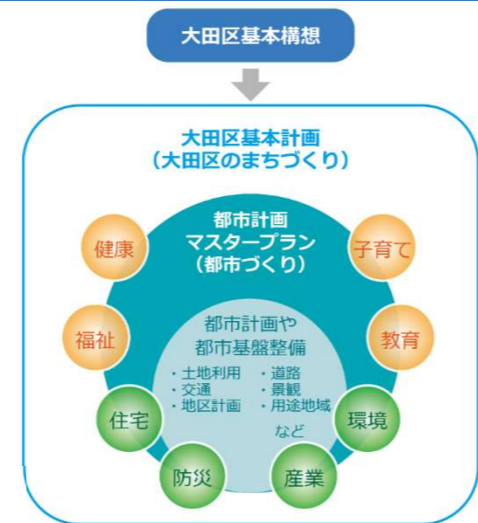 大田区基本構想
大田区基本計画
（大田区のまちづくり）
都市計画
マスタープラン
（都市づくり）
健康
子育て
福祉
教育
都市計画や
都市基盤整備
・土地利用 ・道路
・交通 ・景観
・地区計画 ・用途地域
など
住宅
環境
防災
産業